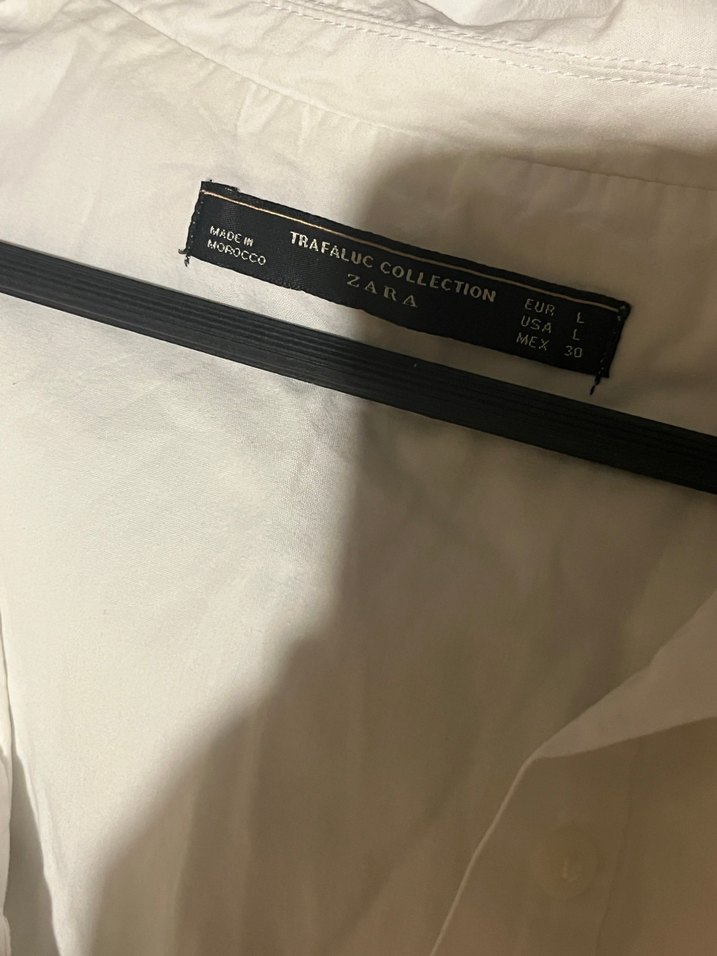 MADE IN
MOROCCO
TRAFALUC COLLECTION
ZARA
EUR L
USA L
MEX 30